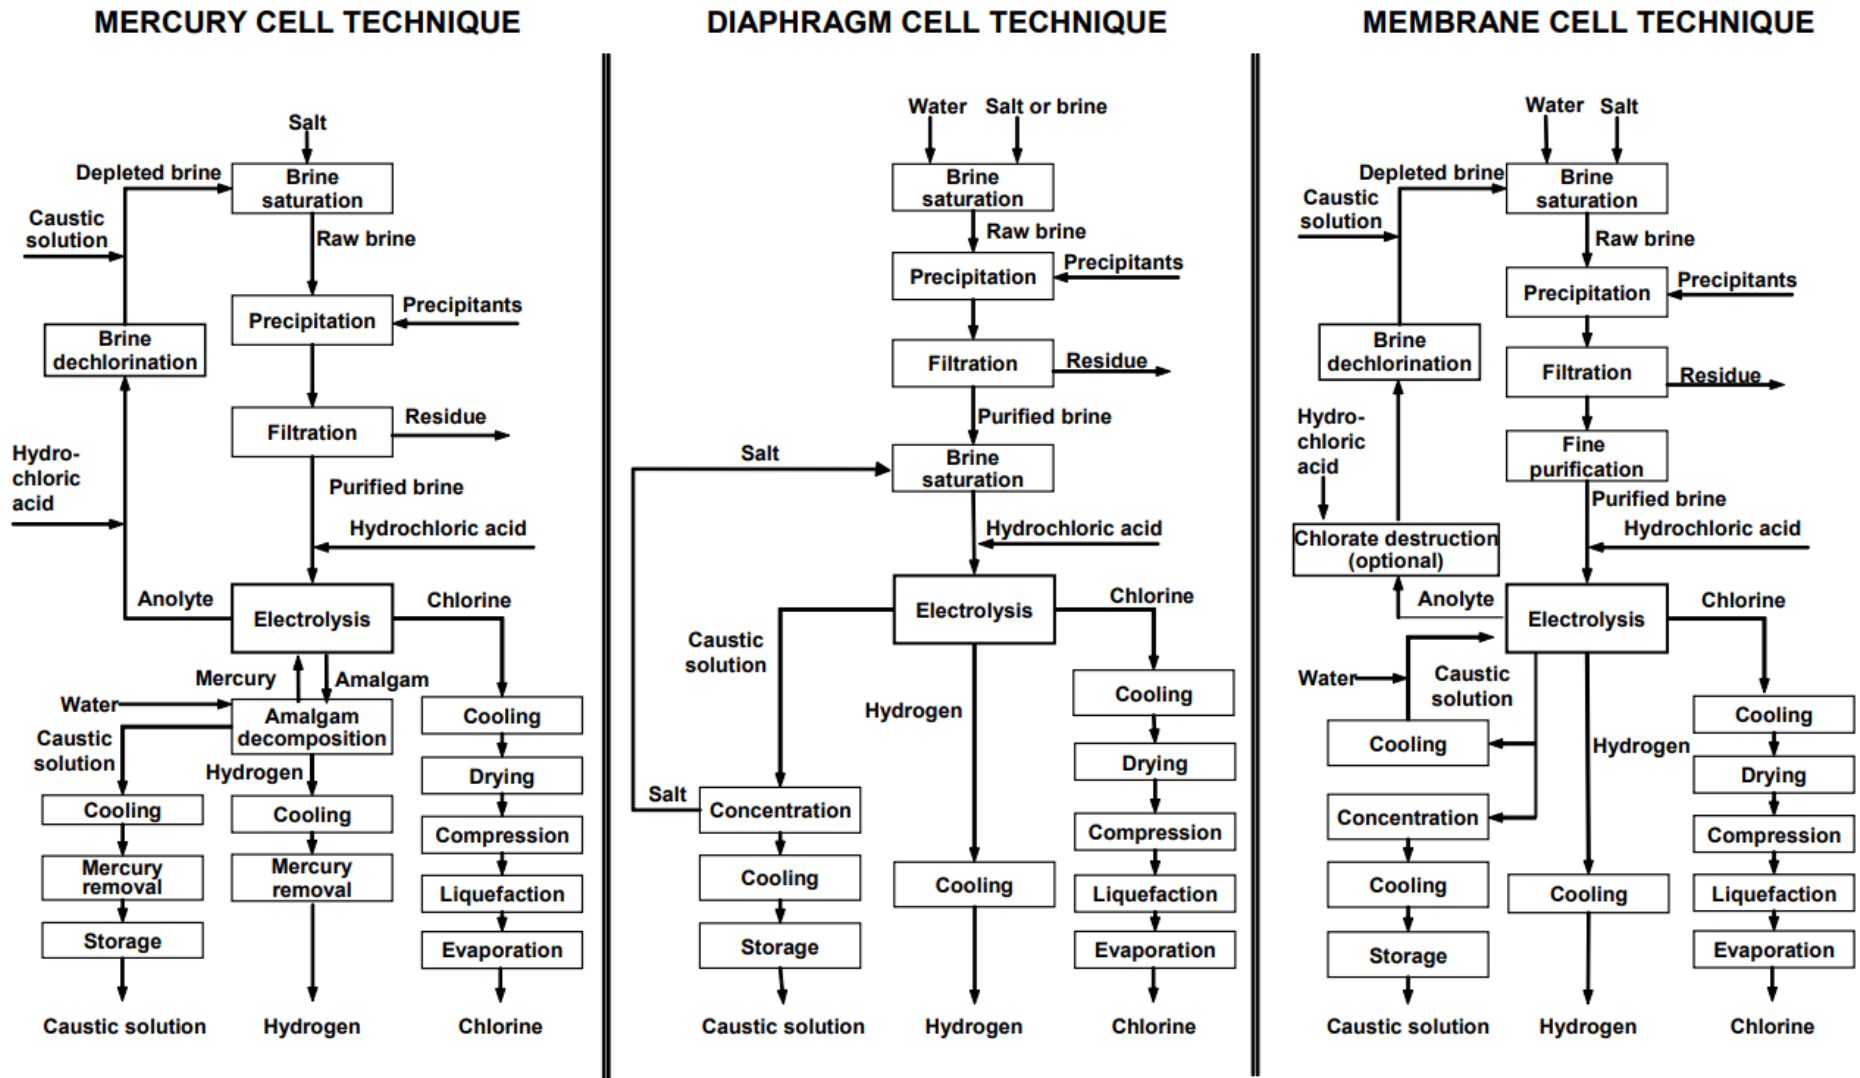 MERCURY CELL TECHNIQUE
Salt
Depleted brine
Brine
saturation
Caustic
solution
Raw brine
Precipitants
Precipitation
Brine
dechlorination
Filtration
Residue
Hydro-
chloric
acid
Purified brine
Hydrochloric acid
Anolyte
Electrolysis
Chlorine
Mercury
Amalgam
Water
Amalgam
decomposition
Caustic
solution
Hydrogen
Cooling
Mercury
removal
Storage
Caustic solution
Cooling
Mercury
removal
Hydrogen
Cooling
Drying
Compression
Liquefaction
Evaporation
Chlorine
DIAPHRAGM CELL TECHNIQUE
Water
Salt or brine
Brine
saturation
Raw brine
Precipitants
Precipitation
Filtration
Residue
Purified brine
Salt
Brine
saturation
Hydrochloric acid
Electrolysis
Chlorine
Caustic
solution
Hydrogen
Salt
Concentration
Cooling
Storage
Caustic solution
Cooling
Hydrogen
Cooling
Drying
Compression
Liquefaction
Evaporation
Chlorine
MEMBRANE CELL TECHNIQUE
Water
Salt
Depleted brine
Brine
saturation
Caustic
solution
Raw brine
Precipitants
Precipitation
Brine
dechlorination
Filtration
Residue
Hydro-
chloric
acid
Fine
purification
Purified brine
Hydrochloric acid
Chlorate destruction
(optional)
Anolyte
Electrolysis
Chlorine
Water
Caustic
solution
Cooling
Hydrogen
Concentration
Cooling
Storage
Caustic solution
Cooling
Hydrogen
Cooling
Drying
Compression
Liquefaction
Evaporation
Chlorine